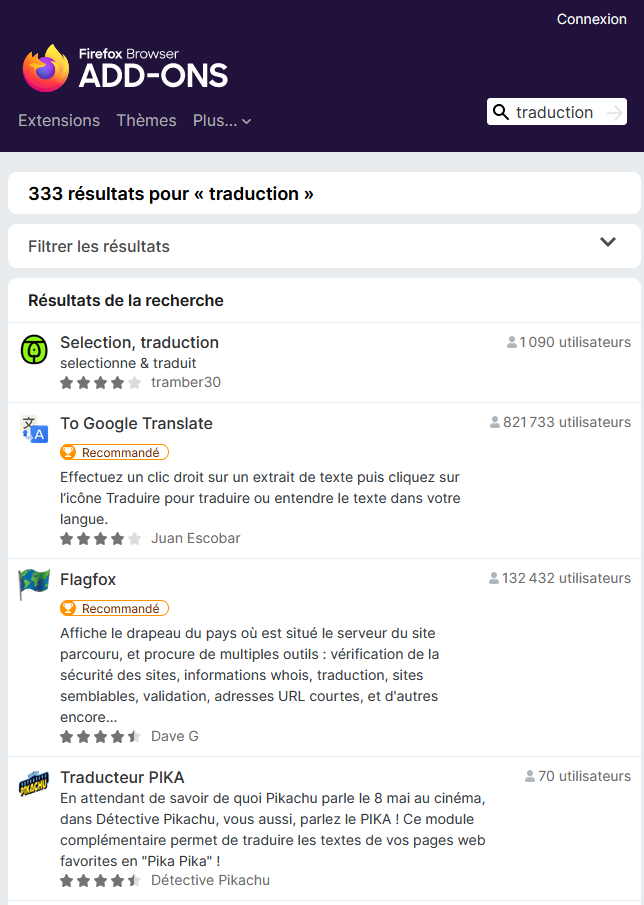 Connexion
Firefox Browser
ADD-ONS
Extensions Thèmes Plus...
traduction
333 résultats pour « traduction »
Filtrer les résultats
Résultats de la recherche
Selection, traduction
1 090 utilisateurs
selectionne & traduit
tramber30
To Google Translate
821 733 utilisateurs
Recommandé
Effectuez un clic droit sur un extrait de texte puis cliquez sur
l’icône Traduire pour traduire ou entendre le texte dans votre
langue.
Juan Escobar
Flagfox
132 432 utilisateurs
Recommandé
Affiche le drapeau du pays où est situé le serveur du site
parcouru, et procure de multiples outils : vérification de la
sécurité des sites, informations whois, traduction, sites
semblables, validation, adresses URL courtes, et d'autres
encore...
Dave G
Traducteur PIKA
70 utilisateurs
En attendant de savoir de quoi Pikachu parle le 8 mai au cinéma,
dans Détective Pikachu, vous aussi, parlez le PIKA ! Ce module
complémentaire permet de traduire les textes de vos pages web
favorites en "Pika Pika" !
Détective Pikachu